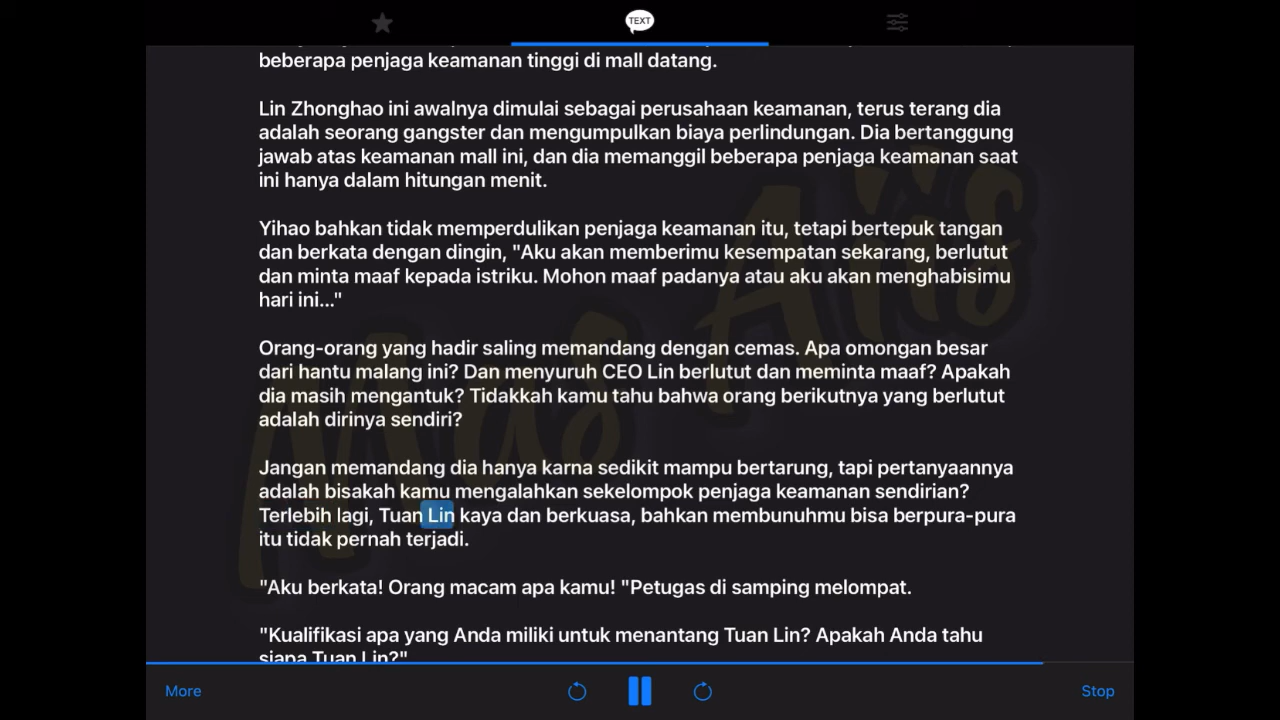 TEXT
beberapa penjaga keamanan tinggi di mall datang.
Lin Zhonghao ini awalnya dimulai sebagai perusahaan keamanan, terus terang dia
adalah seorang gangster dan mengumpulkan biaya perlindungan. Dia bertanggung
jawab atas keamanan mall ini, dan dia memanggil beberapa penjaga keamanan saat
ini hanya dalam hitungan menit.
Yihao bahkan tidak memperdulikan penjaga keamanan itu, tetapi bertepuk tangan
dan berkata dengan dingin, "Aku akan memberimu kesempatan sekarang, berlutut
dan minta maaf kepada istriku. Mohon maaf padanya atau aku akan menghabisimu
hari ini..."
Orang-orang yang hadir saling memandang dengan cemas. Apa omongan besar
dari hantu malang ini? Dan menyuruh CEO Lin berlutut dan meminta maaf? Apakah
dia masih mengantuk? Tidakkah kamu tahu bahwa orang berikutnya yang berlutut
adalah dirinya sendiri?
Jangan memandang dia hanya karna sedikit mampu bertarung, tapi pertanyaannya
adalah bisakah kamu mengalahkan sekelompok penjaga keamanan sendirian?
Terlebih lagi, Tuan Lin kaya dan berkuasa, bahkan membunuhmu bisa berpura-pura
itu tidak pernah terjadi.
"Aku berkata! Orang macam apa kamu! "Petugas di samping melompat.
"Kualifikasi apa yang Anda miliki untuk menantang Tuan Lin? Apakah Anda tahu
siapa Tuan Lin?"
Mas Aris
More
Stop